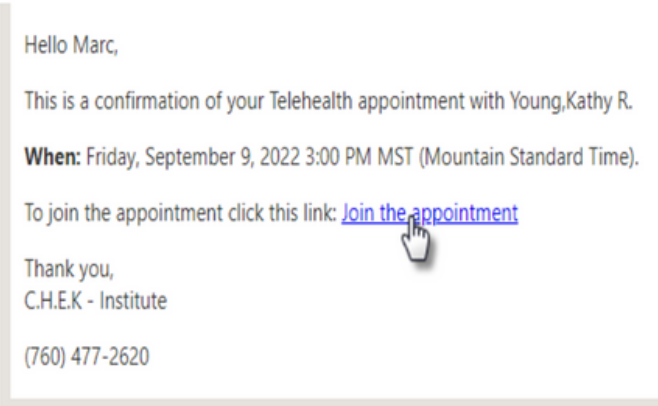 Hello Marc,
This is a confirmation of your Telehealth appointment with Young,Kathy R.
When: Friday, September 9, 2022 3:00 PM MST (Mountain Standard Time).
To join the appointment click this link: Join the appointment
Thank you,
C.H.E.K - Institute
(760) 477-2620